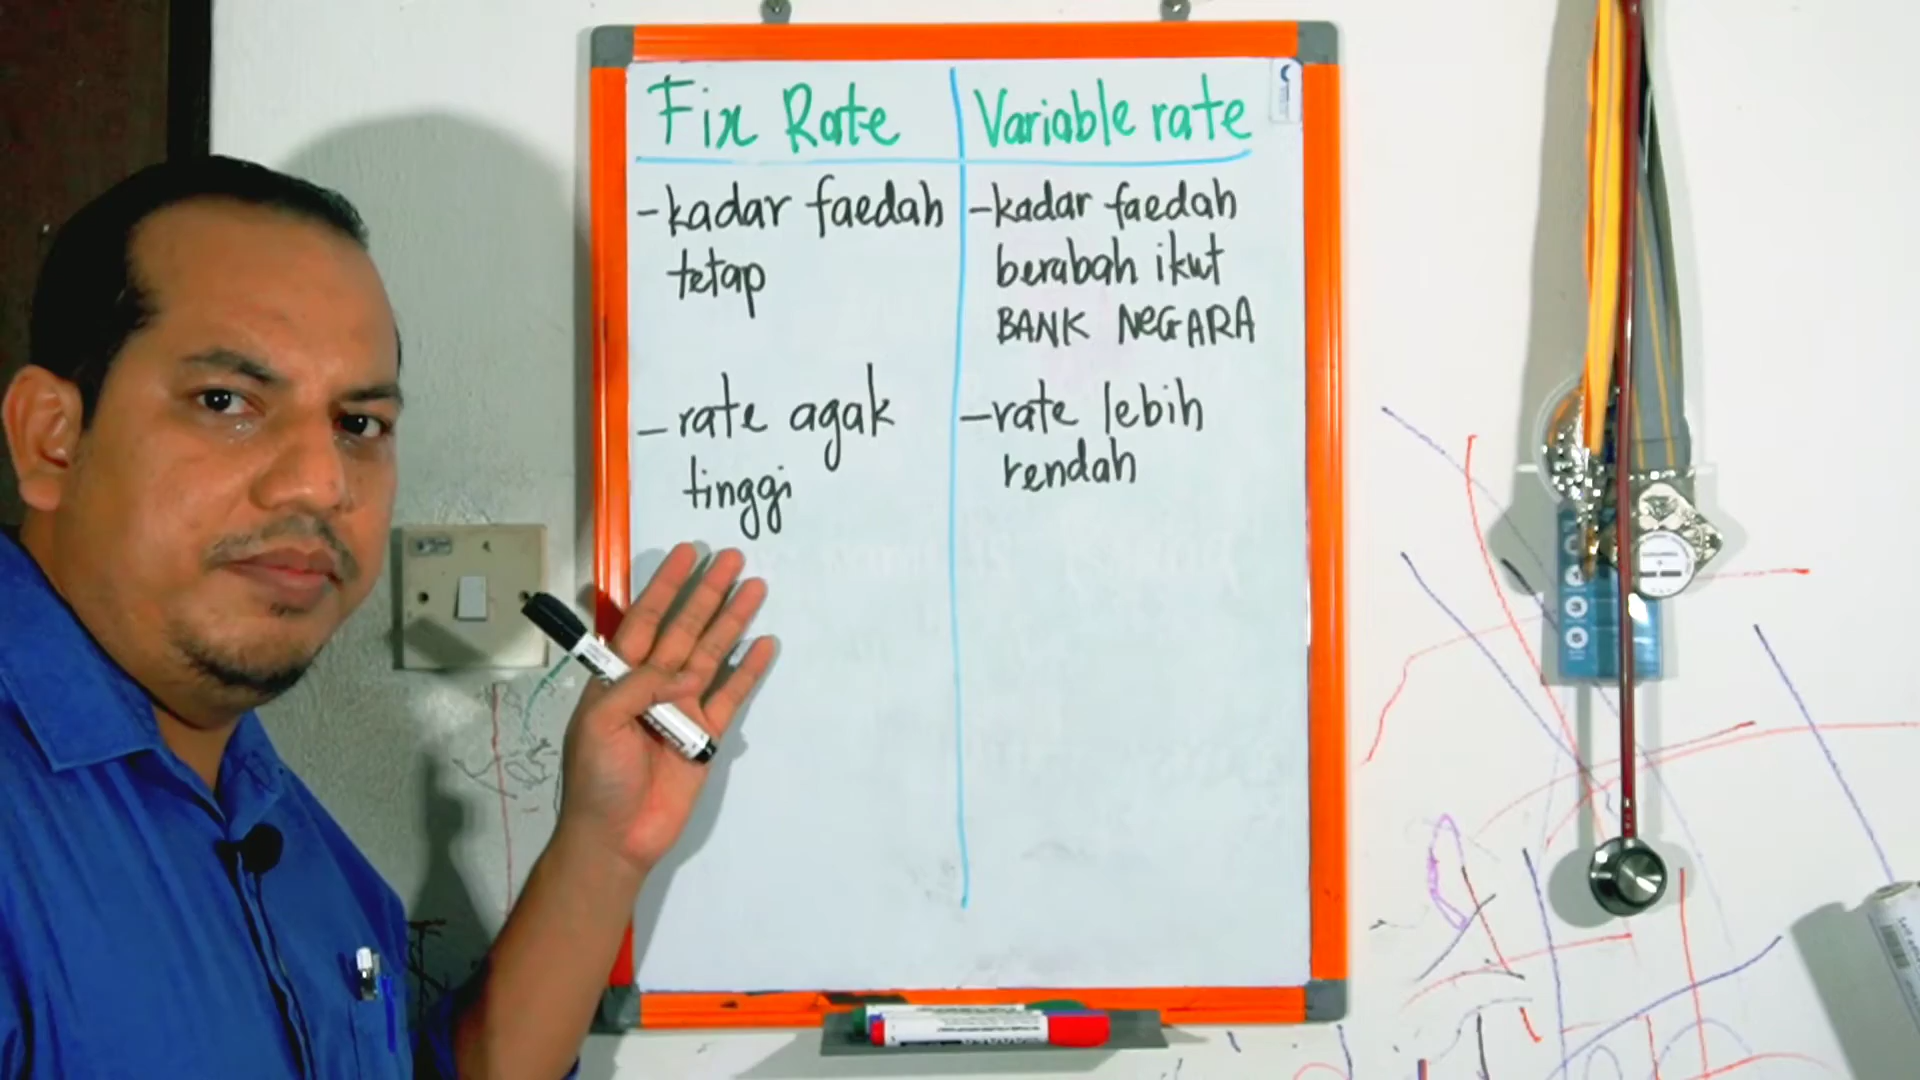 Fix Rate
Variable rate
-kadar faedah
tetap
-rate agak
tinggi
-kadar faedah
berubah ikut
BANK NEGARA
-rate lebih
rendah